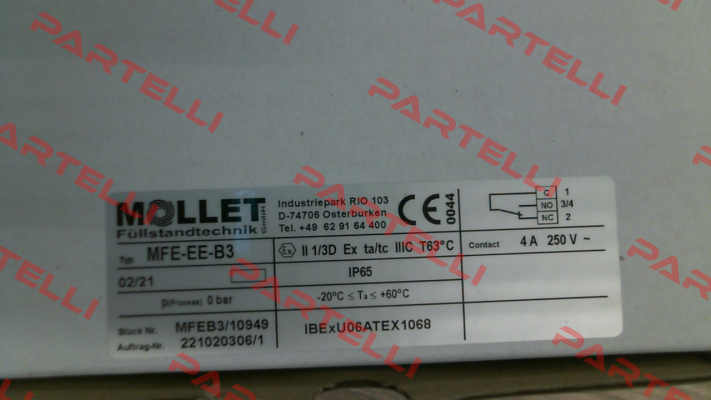 MOLLET
Füllstandtechnik GmbH
Industriepark RIO 103
D-74706 Osterburken
Tel. +49 62 91 64 400
CE 0044
C 1
NO 3/4
NC 2
Typ MFE-EE-B3
Ex II 1/3D Ex ta/tc IIIC T63°C
Contact 4 A 250 V ~
02/21
IP65
p(Process) 0 bar
-20°C ≤ Ta ≤ +60°C
Stück Nr. MFEB3/10949
Auftrag-Nr. 221020306/1
IBExU06ATEX1068
PARTELLI
PARTELLI
PARTELLI
PARTELLI
PARTELLI
PARTELLI
PARTELLI